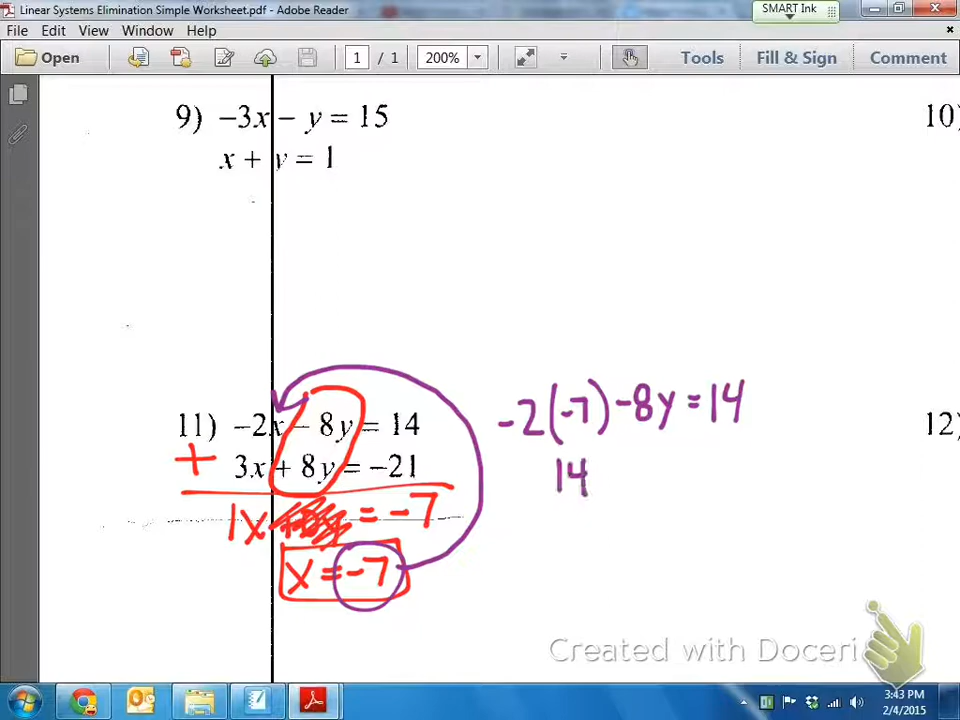 Linear Systems Elimination Simple Worksheet.pdf - Adobe Reader
SMART Ink
File Edit View Window Help
Open 1 / 1 200% Tools Fill & Sign Comment
9) −3x − y = 15
x + y = 1
10)
11) −2x − 8y = 14
+ 3x + 8y = −21
1x = -7
x = -7
-2(-7) -8y = 14
14
12)
Created with Doceri
3:43 PM
2/4/2015